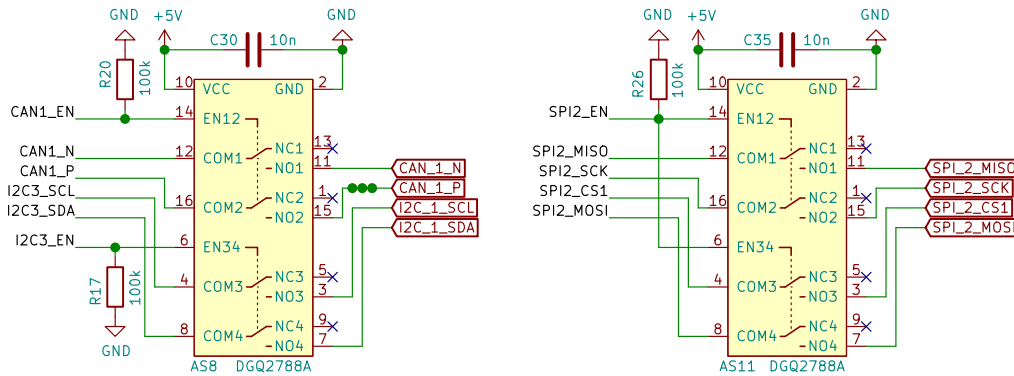 GND
+5V
GND
C30
10n
R20
100k
10
VCC
GND
2
CAN1_EN
14
EN12
CAN1_N
12
COM1
NC1
13
NO1
11
CAN_1_N
CAN1_P
16
COM2
NC2
1
NO2
15
CAN_1_P
I2C3_SCL
I2C_1_SCL
I2C3_SDA
I2C_1_SDA
I2C3_EN
6
EN34
R17
100k
4
COM3
NC3
5
NO3
3
8
COM4
NC4
9
NO4
7
GND
AS8
DGQ2788A
GND
+5V
GND
C35
10n
R26
100k
10
VCC
GND
2
SPI2_EN
14
EN12
SPI2_MISO
12
COM1
NC1
13
NO1
11
SPI_2_MISO
SPI2_SCK
16
COM2
NC2
1
NO2
15
SPI_2_SCK
SPI2_CS1
SPI_2_CS1
SPI2_MOSI
SPI_2_MOSI
6
EN34
4
COM3
NC3
5
NO3
3
8
COM4
NC4
9
NO4
7
AS11
DGQ2788A